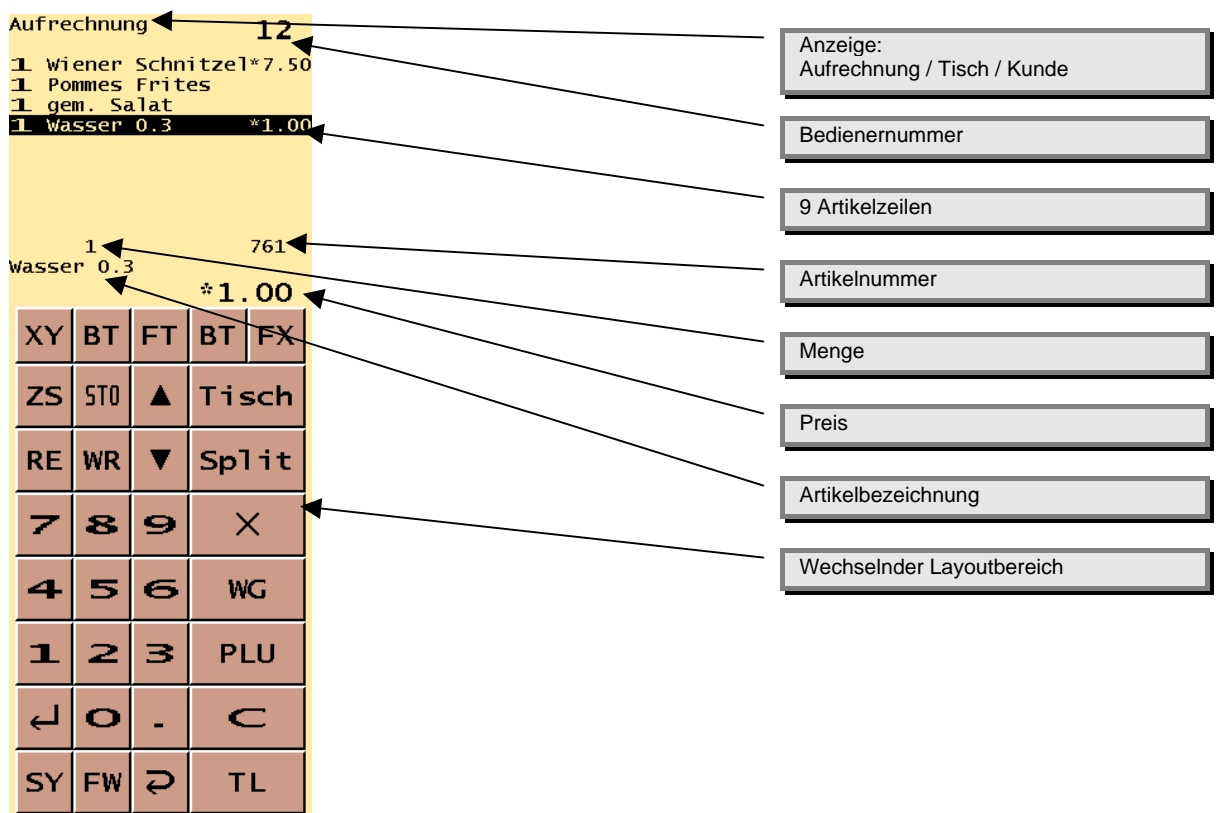 Aufrechnung 12
1 Wiener Schnitzel*7.50
1 Pommes Frites
1 gem. Salat
1 Wasser 0.3 *1.00
1 761
Wasser 0.3
*1.00
XY BT FT BT FX
ZS STO ▲ Tisch
RE WR ▼ Split
7 8 9 X
4 5 6 WG
1 2 3 PLU
↵ 0 . C
SY FW TL
Anzeige:
Aufrechnung / Tisch / Kunde
Bedienernummer
9 Artikelzeilen
Artikelnummer
Menge
Preis
Artikelbezeichnung
Wechselnder Layoutbereich